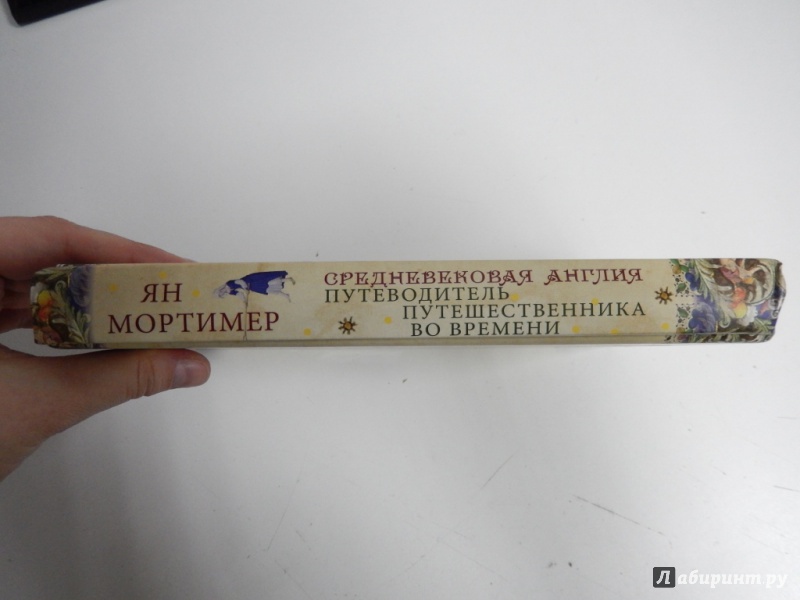 ЯН
МОРТИМЕР
СРЕДНЕВЕКОВАЯ АНГЛИЯ
ПУТЕВОДИТЕЛЬ
ПУТЕШЕСТВЕННИКА
ВО ВРЕМЕНИ
Лабиринт.ру